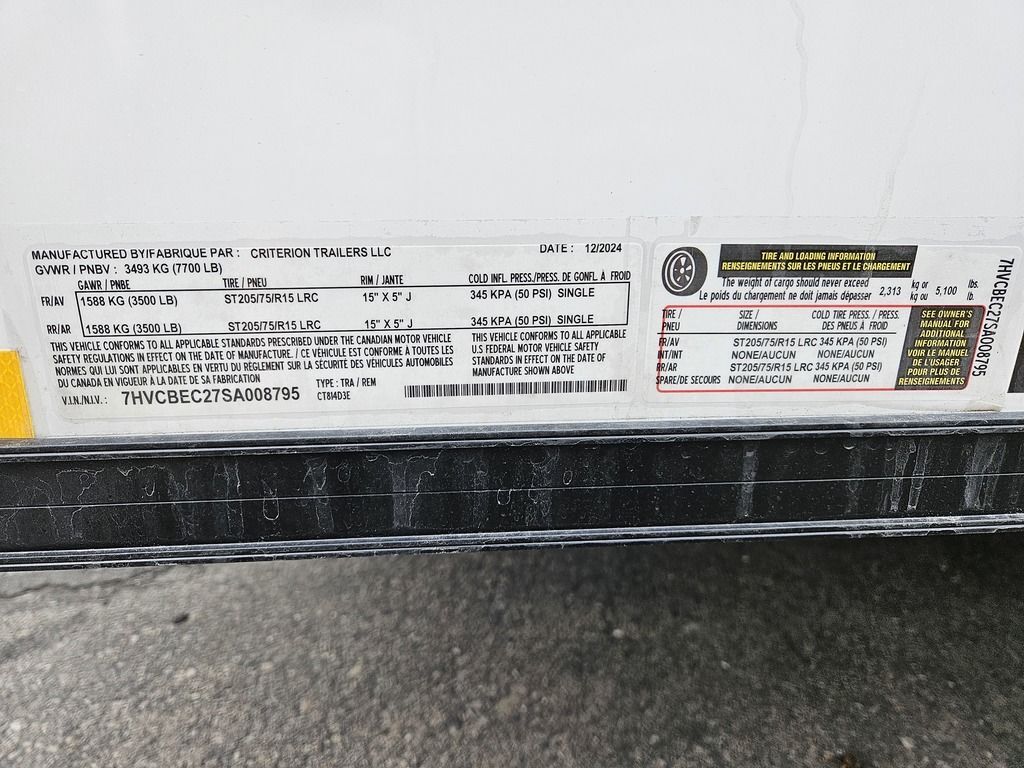 MANUFACTURED BY/FABRIQUE PAR : CRITERION TRAILERS LLC DATE : 12/2024
GVWR / PNBV : 3493 KG (7700 LB)
GAWR / PNBE TIRE / PNEU RIM / JANTE COLD INFL PRESS./PRESS. DE GONFL. À FROID
FR/AV 1588 KG (3500 LB) ST205/75/R15 LRC 15" X 5" J 345 KPA (50 PSI) SINGLE
RR/AR 1588 KG (3500 LB) ST205/75/R15 LRC 15" X 5" J 345 KPA (50 PSI) SINGLE
THIS VEHICLE CONFORMS TO ALL APPLICABLE STANDARDS PRESCRIBED UNDER THE CANADIAN MOTOR VEHICLE
SAFETY REGULATIONS IN EFFECT ON THE DATE OF MANUFACTURE. / CE VÉHICULE EST CONFORME À TOUTES LES
NORMES QUI LUI SONT APPLICABLES EN VERTU DU RÈGLEMENT SUR LA SÉCURITÉ DES VÉHICULES AUTOMOBILES
DU CANADA EN VIGUEUR À LA DATE DE SA FABRICATION
THIS VEHICLE CONFORMS TO ALL APPLICABLE
U.S FEDERAL MOTOR VEHICLE SAFETY
STANDARDS IN EFFECT ON THE DATE OF
MANUFACTURE SHOWN ABOVE
V.I.N./N.I.V. : 7HVCBEC27SA008795
TYPE : TRA / REM
CT814D3E
TIRE AND LOADING INFORMATION
RENSEIGNEMENTS SUR LES PNEUS ET LE CHARGEMENT
The weight of cargo should never exceed
Le poids du chargement ne doit jamais dépasser 2,313 kg or kg ou 5,100 lbs. lb.
TIRE / SIZE / COLD TIRE PRESS. / PRESS.
PNEU DIMENSIONS DES PNEUS À FROID
FR/AV ST205/75/R15 LRC 345 KPA (50 PSI)
INT/INT NONE/AUCUN NONE/AUCUN
RR/AR ST205/75/R15 LRC 345 KPA (50 PSI)
SPARE/DE SECOURS NONE/AUCUN NONE/AUCUN
SEE OWNER'S
MANUAL FOR
ADDITIONAL
INFORMATION
VOIR LE MANUEL
DE L'USAGER
POUR PLUS DE
RENSEIGNEMENTS
7HVCBEC27SA008795